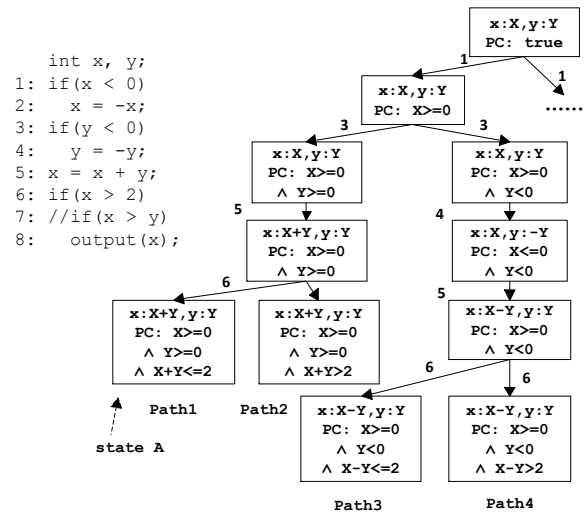 int x, y;
1: if(x < 0)
2:   x = -x;
3: if(y < 0)
4:   y = -y;
5: x = x + y;
6: if(x > 2)
7: //if(x > y)
8:   output(x);
x:X,y:Y
PC: true
1
1
x:X,y:Y
PC: X>=0
......
3
3
x:X,y:Y
PC: X>=0
∧ Y>=0
x:X,y:Y
PC: X>=0
∧ Y<0
5
4
x:X+Y,y:Y
PC: X>=0
∧ Y>=0
x:X,y:-Y
PC: X<=0
∧ Y<0
6
5
x:X+Y,y:Y
PC: X>=0
∧ Y>=0
∧ X+Y<=2
x:X+Y,y:Y
PC: X>=0
∧ Y>=0
∧ X+Y>2
x:X-Y,y:Y
PC: X>=0
∧ Y<0
Path1
Path2
6
6
state A
x:X-Y,y:Y
PC: X>=0
∧ Y<0
∧ X-Y<=2
x:X-Y,y:Y
PC: X>=0
∧ Y<0
∧ X-Y>2
Path3
Path4